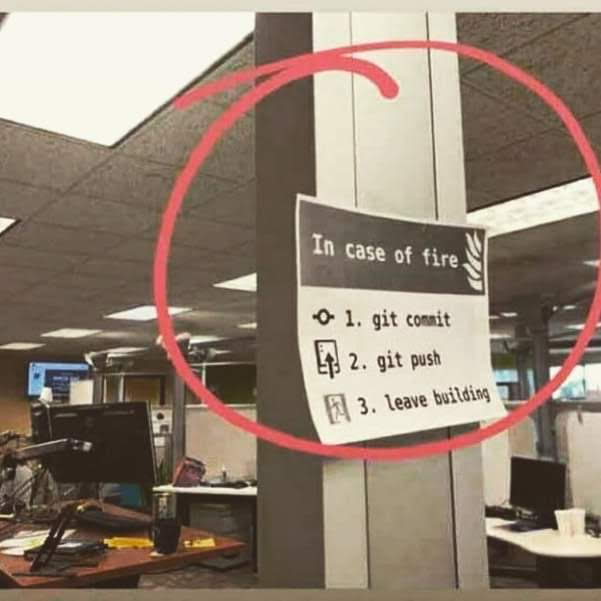 In case of fire
1. git commit
2. git push
3. leave building